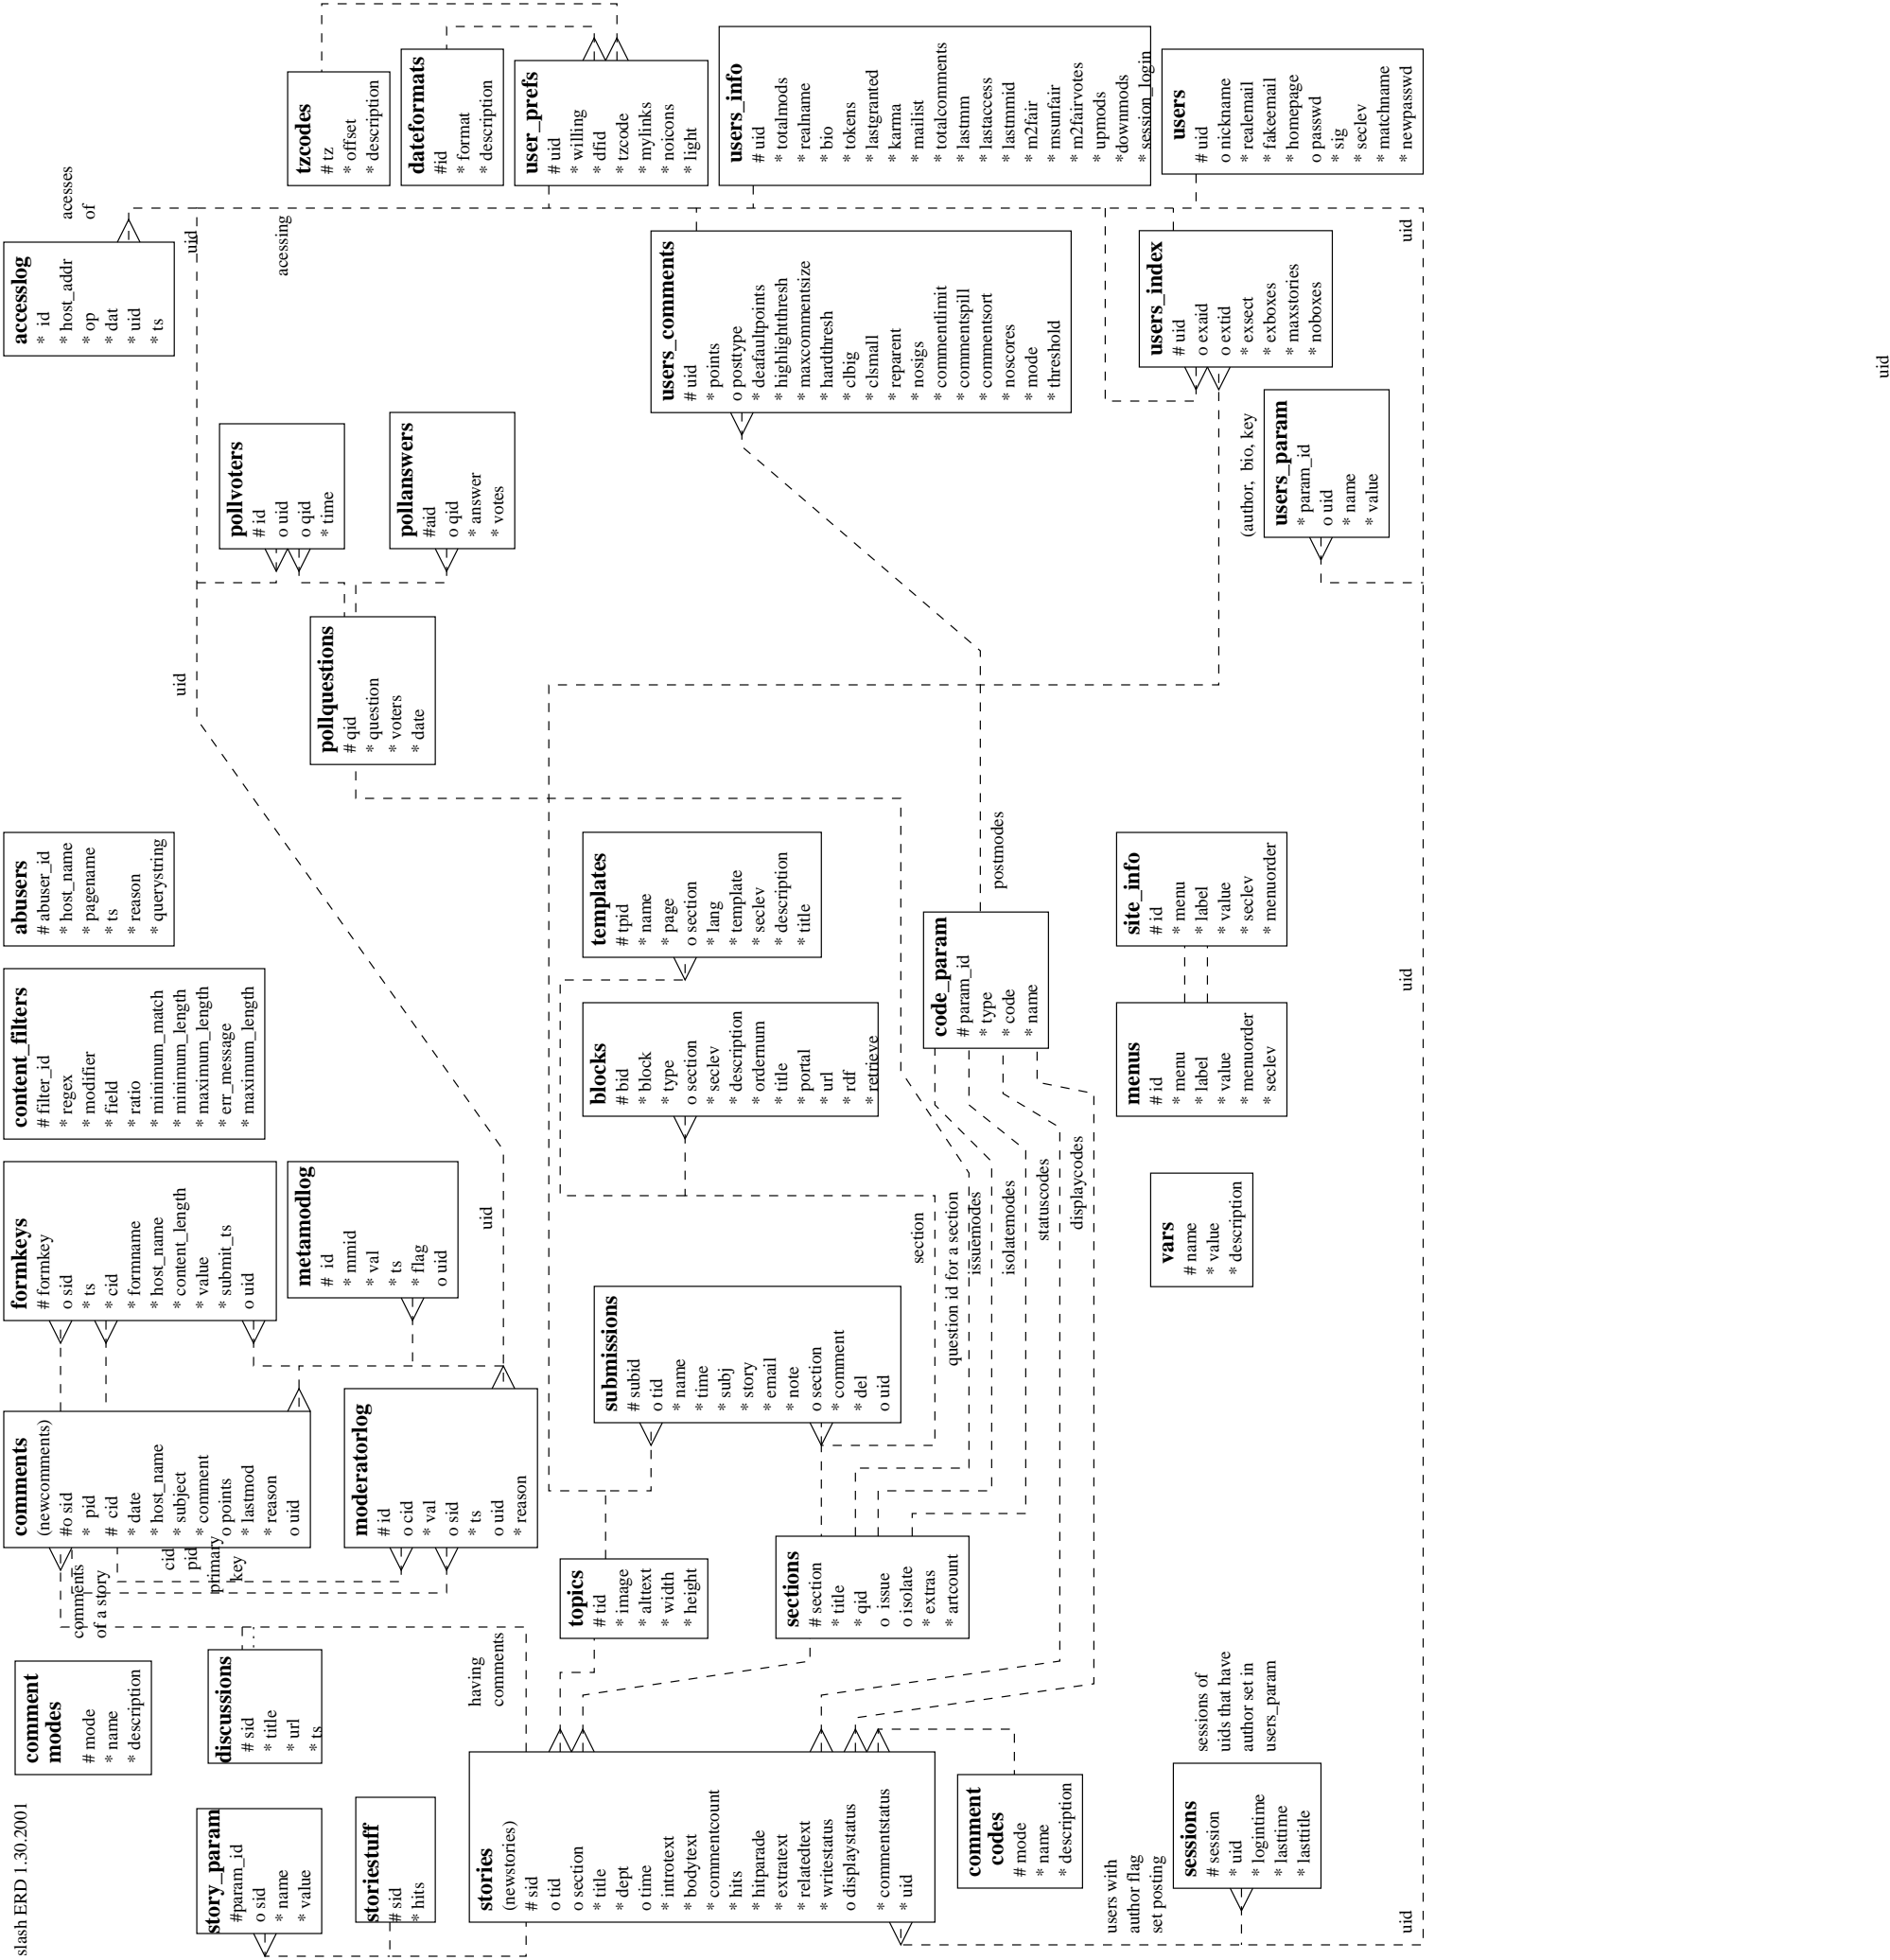 slash ERD 1.30.2001
comment
modes
# mode
* name
* description
comments
(newcomments)
#o sid
* pid
# cid
* date
* host_name
* subject
* comment
o points
* lastmod
* reason
o uid
comments
of a story
cid
pid
primary
key
formkeys
# formkey
o sid
* ts
* cid
* formname
* host_name
* content_length
* value
* submit_ts
o uid
content_filters
# filter_id
* regex
* modifier
* field
* ratio
* minimum_match
* minimum_length
* maximum_length
* err_message
* maximum_length
abusers
# abuser_id
* host_name
* pagename
* ts
* reason
* querystring
accesslog
* id
* host_addr
* op
* dat
* uid
* ts
acesses
of
uid
uid
acessing
story_param
#param_id
o sid
* name
* value
discussions
# sid
* title
* url
* ts
storiestuff
# sid
* hits
moderatorlog
# id
o cid
* val
o sid
* ts
o uid
* reason
metamodlog
# id
* mmid
* val
* ts
* flag
o uid
uid
pollquestions
# qid
* question
* voters
* date
pollvoters
# id
o uid
o qid
* time
pollanswers
#aid
o qid
* answer
* votes
tzcodes
# tz
* offset
* description
dateformats
#id
* format
* description
user_prefs
# uid
* willing
* dfid
* tzcode
* mylinks
* noicons
* light
having
comments
stories
(newstories)
# sid
o tid
o section
* title
* dept
o time
* introtext
* bodytext
* commentcount
* hits
* hitparade
* extratext
* relatedtext
* writestatus
o displaystatus
* commentstatus
* uid
topics
# tid
* image
* alttext
* width
* height
submissions
# subid
o tid
* name
* time
* subj
* story
* email
* note
o section
* comment
* del
o uid
blocks
# bid
* block
* type
o section
* seclev
* description
* ordernum
* title
* portal
* url
* rdf
* retrieve
templates
# tpid
* name
* page
o section
* lang
* template
* seclev
* description
* title
users_comments
# uid
* points
o posttype
* deafaultpoints
* highlightthresh
* maxcommentsize
* hardthresh
* clbig
* clsmall
* reparent
* nosigs
* commentlimit
* commentspill
* commentsort
* noscores
* mode
* threshold
users_info
# uid
* totalmods
* realname
* bio
* tokens
* lastgranted
* karma
* mailist
* totalcomments
* lastmm
* lastaccess
* lastmmid
* m2fair
* msunfair
* m2fairvotes
* upmods
*downmods
* session_login
sections
# section
* title
* qid
o issue
o isolate
* extras
* artcount
section
question id for a section
issuemodes
isolatemodes
statuscodes
displaycodes
code_param
# param_id
* type
* code
* name
postmodes
comment
codes
# mode
* name
* description
users with
author flag
set posting
sessions
# session
* uid
* logintime
* lasttime
* lasttitle
sessions of
uids that have
author set in
users_param
vars
# name
* value
* description
menus
# id
* menu
* label
* value
* menuorder
* seclev
site_info
# id
* menu
* label
* value
* seclev
* menuorder
users_index
# uid
o exaid
o extid
* exsect
* exboxes
* maxstories
* noboxes
(author, bio, key
users_param
* param_id
o uid
* name
* value
users
# uid
o nickname
* realemail
* fakeemail
* homepage
o passwd
* sig
* seclev
* matchname
* newpasswd
uid
uid
uid
uid